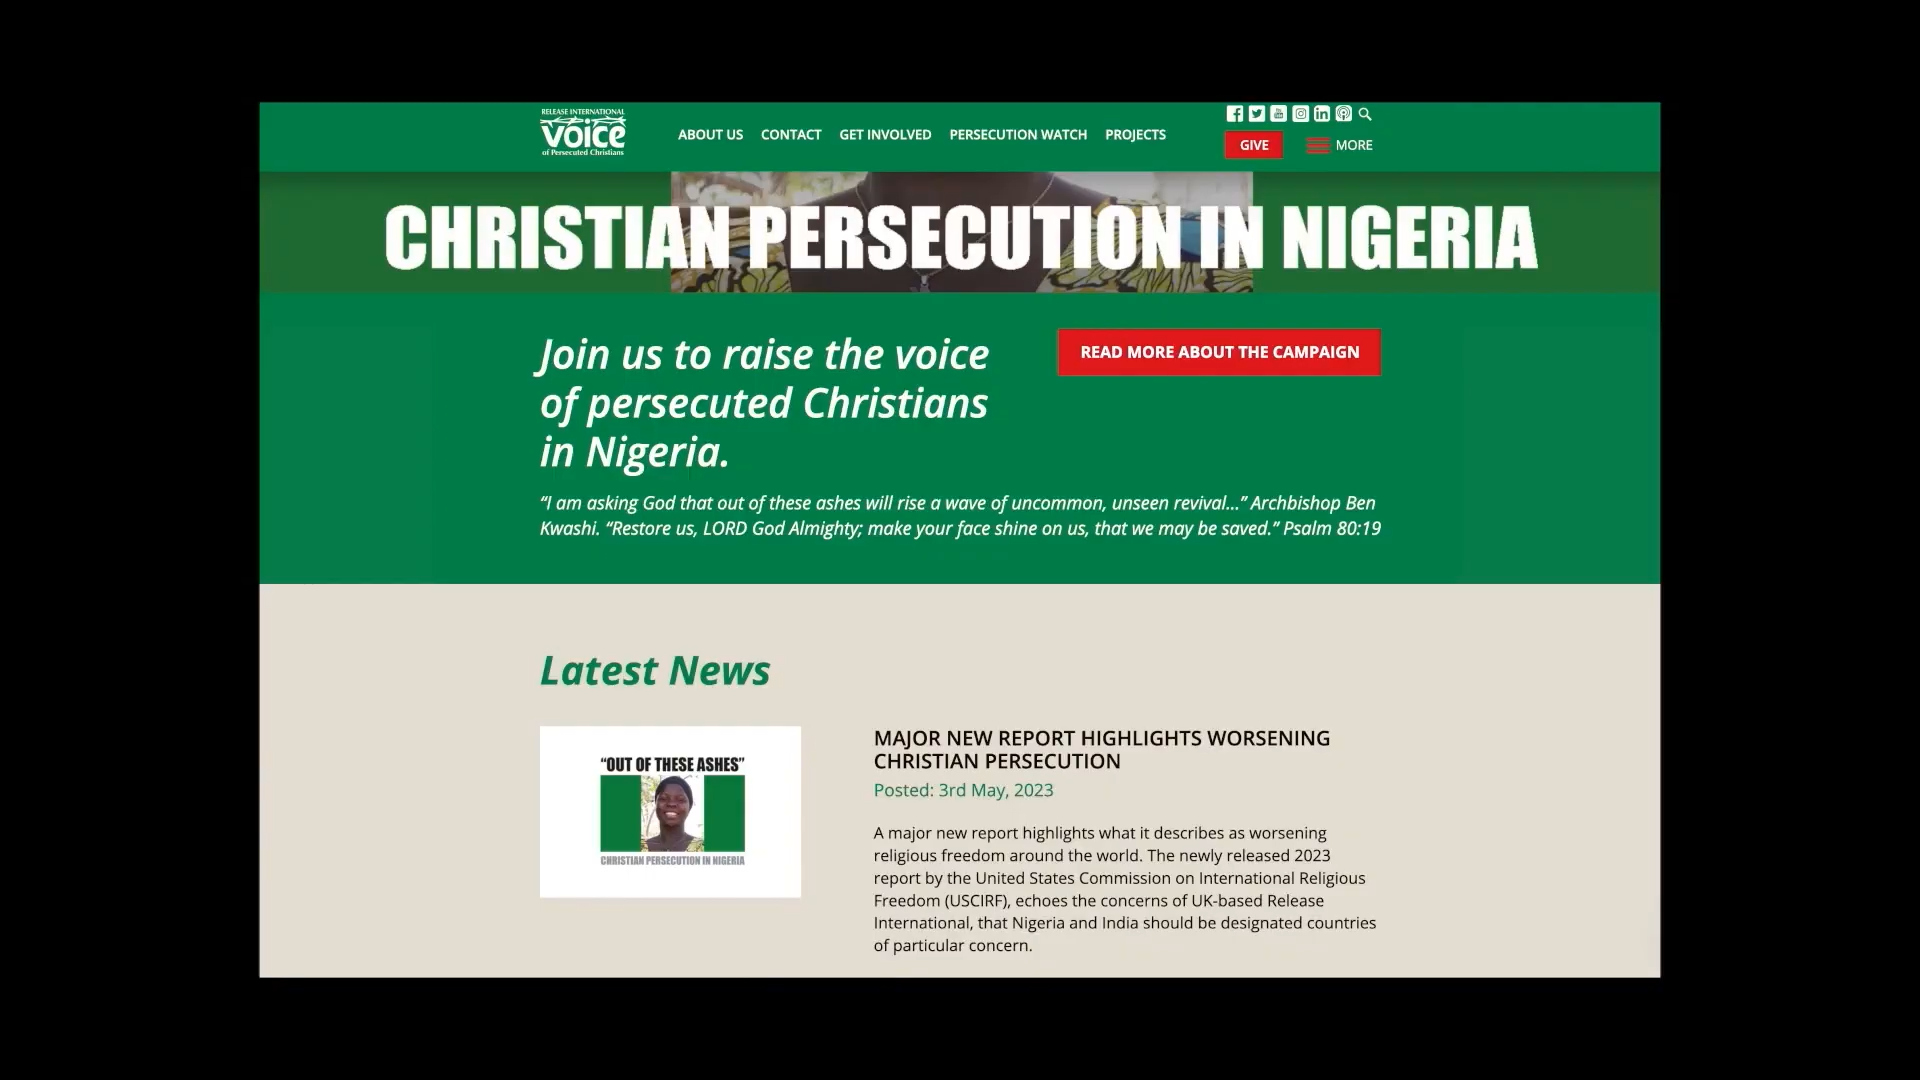 RELEASE INTERNATIONAL
voice
of Persecuted Christians
ABOUT US
CONTACT
GET INVOLVED
PERSECUTION WATCH
PROJECTS
GIVE
MORE
CHRISTIAN PERSECUTION IN NIGERIA
Join us to raise the voice
of persecuted Christians
in Nigeria.
READ MORE ABOUT THE CAMPAIGN
“I am asking God that out of these ashes will rise a wave of uncommon, unseen revival...” Archbishop Ben
Kwashi. “Restore us, LORD God Almighty; make your face shine on us, that we may be saved.” Psalm 80:19
Latest News
“OUT OF THESE ASHES”
CHRISTIAN PERSECUTION IN NIGERIA
MAJOR NEW REPORT HIGHLIGHTS WORSENING
CHRISTIAN PERSECUTION
Posted: 3rd May, 2023
A major new report highlights what it describes as worsening
religious freedom around the world. The newly released 2023
report by the United States Commission on International Religious
Freedom (USCIRF), echoes the concerns of UK-based Release
International, that Nigeria and India should be designated countries
of particular concern.